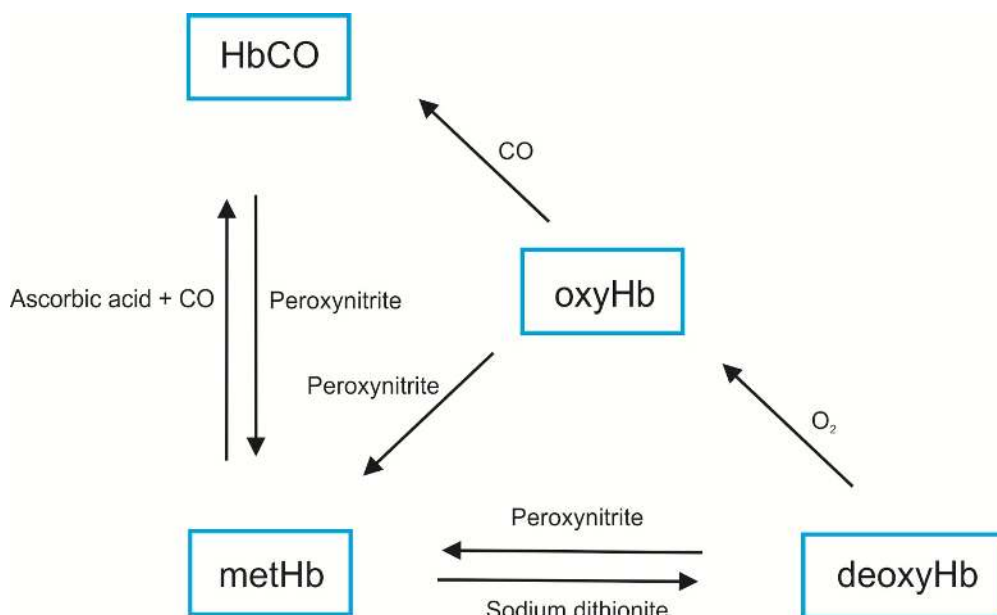 HbCO
CO
oxyHb
Ascorbic acid + CO
Peroxynitrite
Peroxynitrite
O₂
Peroxynitrite
metHb
deoxyHb
Sodium dithionite